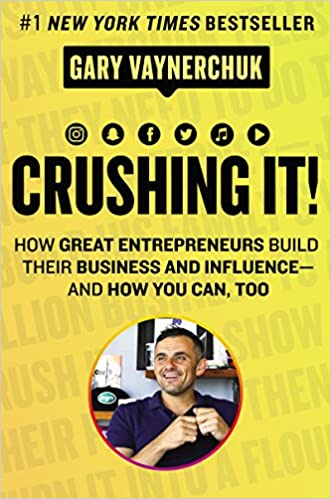 #1 NEW YORK TIMES BESTSELLER
GARY VAYNERCHUK
CRUSHING IT!
HOW GREAT ENTREPRENEURS BUILD
THEIR BUSINESS AND INFLUENCE—
AND HOW YOU CAN, TOO